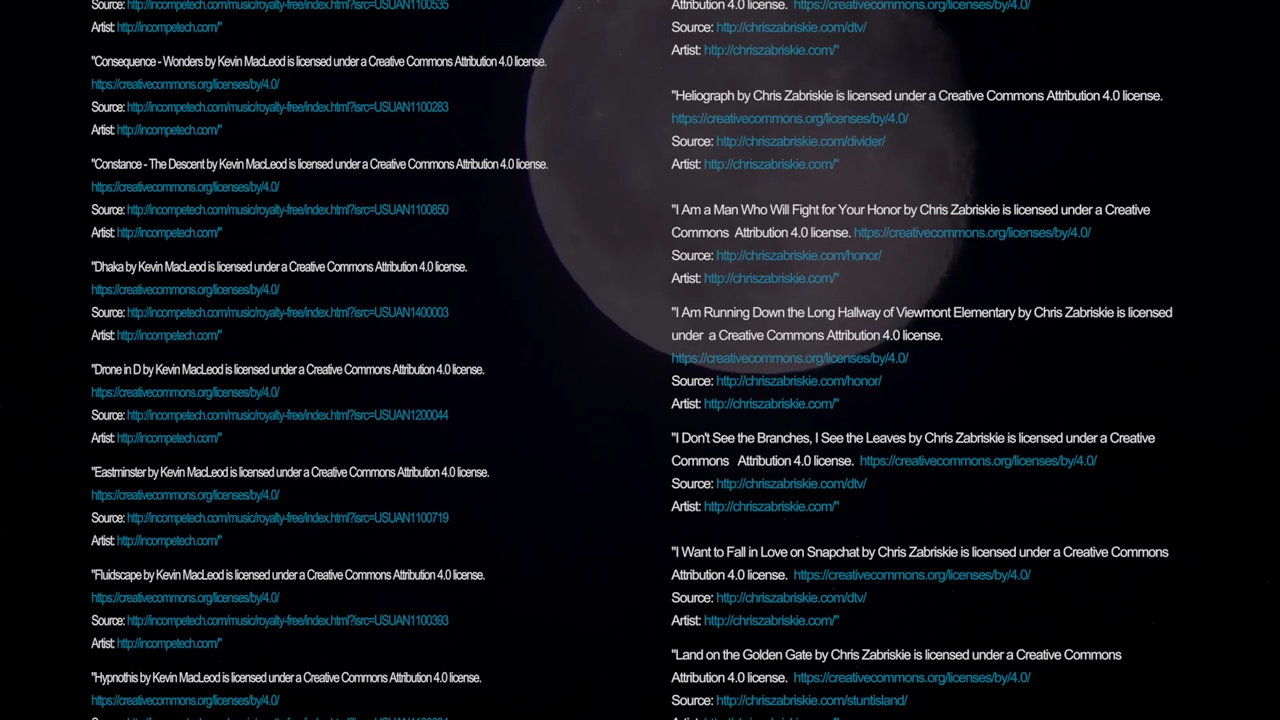 Source: http://incompetech.com/music/royalty-free/index.html?isrc=USUAN1100535
Artist: http://incompetech.com/"
"Consequence - Wonders by Kevin MacLeod is licensed under a Creative Commons Attribution 4.0 license.
https://creativecommons.org/licenses/by/4.0/
Source: http://incompetech.com/music/royalty-free/index.html?isrc=USUAN1100283
Artist: http://incompetech.com/"
"Constance - The Descent by Kevin MacLeod is licensed under a Creative Commons Attribution 4.0 license.
https://creativecommons.org/licenses/by/4.0/
Source: http://incompetech.com/music/royalty-free/index.html?isrc=USUAN1100850
Artist: http://incompetech.com/"
"Dhaka by Kevin MacLeod is licensed under a Creative Commons Attribution 4.0 license.
https://creativecommons.org/licenses/by/4.0/
Source: http://incompetech.com/music/royalty-free/index.html?isrc=USUAN1400003
Artist: http://incompetech.com/"
"Drone in D by Kevin MacLeod is licensed under a Creative Commons Attribution 4.0 license.
https://creativecommons.org/licenses/by/4.0/
Source: http://incompetech.com/music/royalty-free/index.html?isrc=USUAN1200044
Artist: http://incompetech.com/"
"Eastminster by Kevin MacLeod is licensed under a Creative Commons Attribution 4.0 license.
https://creativecommons.org/licenses/by/4.0/
Source: http://incompetech.com/music/royalty-free/index.html?isrc=USUAN1100719
Artist: http://incompetech.com/"
"Fluidscape by Kevin MacLeod is licensed under a Creative Commons Attribution 4.0 license.
https://creativecommons.org/licenses/by/4.0/
Source: http://incompetech.com/music/royalty-free/index.html?isrc=USUAN1100393
Artist: http://incompetech.com/"
"Hypnothis by Kevin MacLeod is licensed under a Creative Commons Attribution 4.0 license.
https://creativecommons.org/licenses/by/4.0/
Attribution 4.0 license. https://creativecommons.org/licenses/by/4.0/
Source: http://chriszabriskie.com/dtv/
Artist: http://chriszabriskie.com/"
"Heliograph by Chris Zabriskie is licensed under a Creative Commons Attribution 4.0 license.
https://creativecommons.org/licenses/by/4.0/
Source: http://chriszabriskie.com/divider/
Artist: http://chriszabriskie.com/"
"I Am a Man Who Will Fight for Your Honor by Chris Zabriskie is licensed under a Creative
Commons Attribution 4.0 license. https://creativecommons.org/licenses/by/4.0/
Source: http://chriszabriskie.com/honor/
Artist: http://chriszabriskie.com/"
"I Am Running Down the Long Hallway of Viewmont Elementary by Chris Zabriskie is licensed
under a Creative Commons Attribution 4.0 license.
https://creativecommons.org/licenses/by/4.0/
Source: http://chriszabriskie.com/honor/
Artist: http://chriszabriskie.com/"
"I Don't See the Branches, I See the Leaves by Chris Zabriskie is licensed under a Creative
Commons Attribution 4.0 license. https://creativecommons.org/licenses/by/4.0/
Source: http://chriszabriskie.com/dtv/
Artist: http://chriszabriskie.com/"
"I Want to Fall in Love on Snapchat by Chris Zabriskie is licensed under a Creative Commons
Attribution 4.0 license. https://creativecommons.org/licenses/by/4.0/
Source: http://chriszabriskie.com/dtv/
Artist: http://chriszabriskie.com/"
"Land on the Golden Gate by Chris Zabriskie is licensed under a Creative Commons
Attribution 4.0 license. https://creativecommons.org/licenses/by/4.0/
Source: http://chriszabriskie.com/stuntisland/